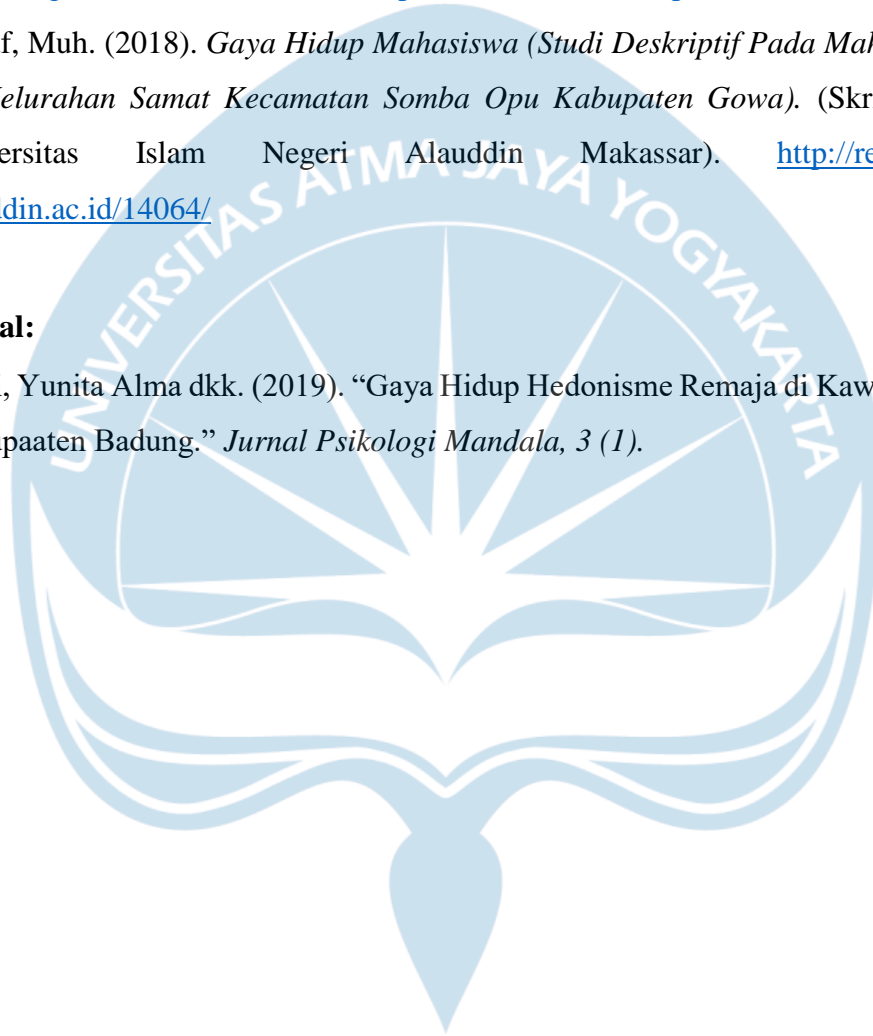 f, Muh. (2018). Gaya Hidup Mahasiswa (Studi Deskriptif Pada Mah
elurahan Samat Kecamatan Somba Opu Kabupaten Gowa). (Skr
ersitas Islam Negeri Alauddin Makassar). http://re
ldin.ac.id/14064/
UNIVERSITAS ATMA JAYA YOGYAKARTA
al:
, Yunita Alma dkk. (2019). “Gaya Hidup Hedonisme Remaja di Kaw
upaaten Badung.” Jurnal Psikologi Mandala, 3 (1).